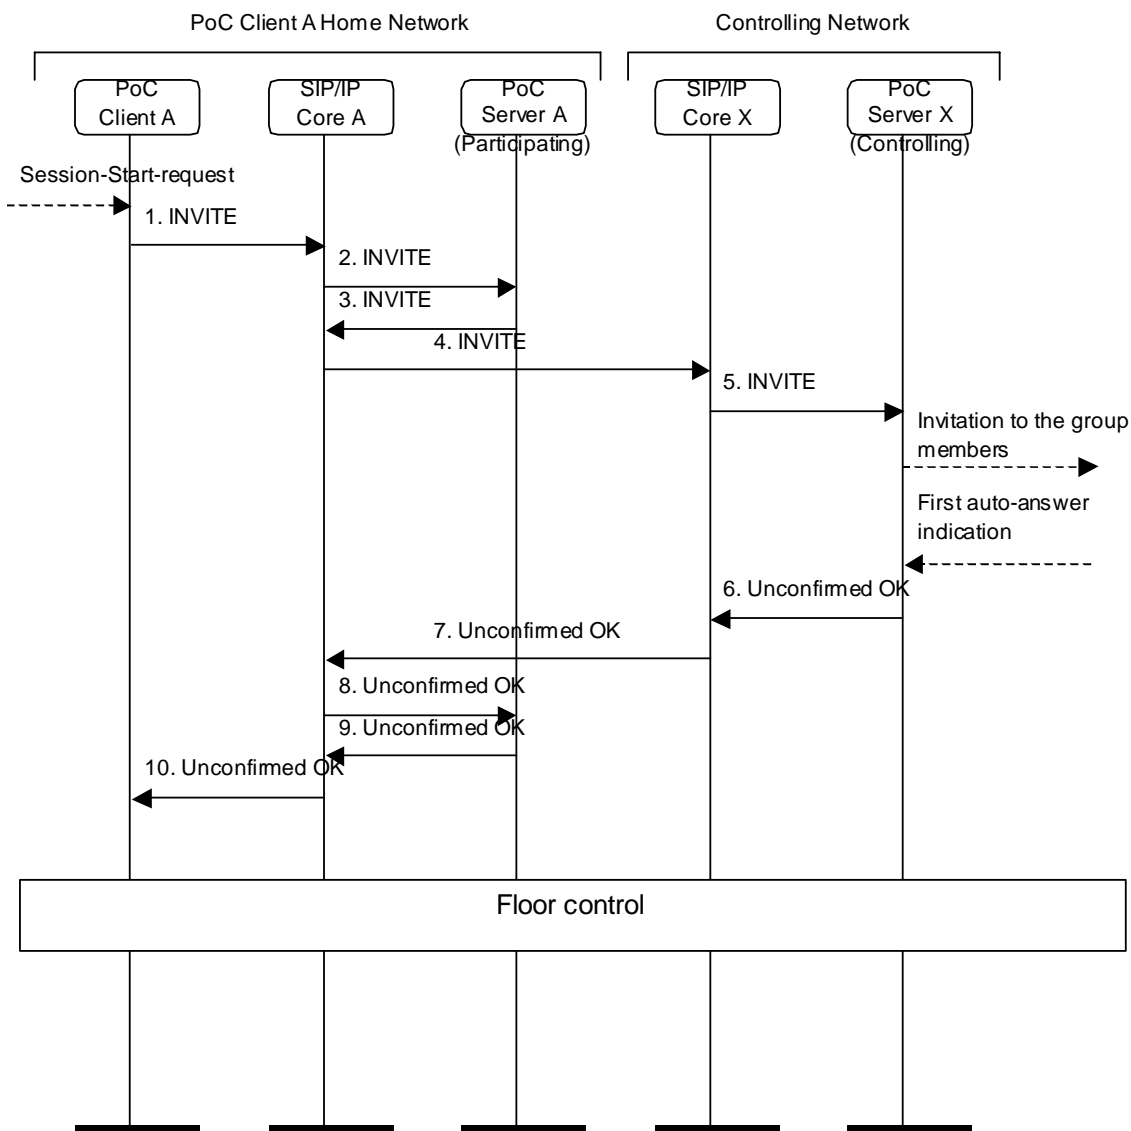 PoC Client A Home Network
Controlling Network
PoC
Client A
SIP/IP
Core A
PoC
Server A
(Participating)
SIP/IP
Core X
PoC
Server X
(Controlling)
Session-Start-request
1. INVITE
2. INVITE
3. INVITE
4. INVITE
5. INVITE
Invitation to the group
members
First auto-answer
indication
6. Unconfirmed OK
7. Unconfirmed OK
8. Unconfirmed OK
9. Unconfirmed OK
10. Unconfirmed OK
Floor control